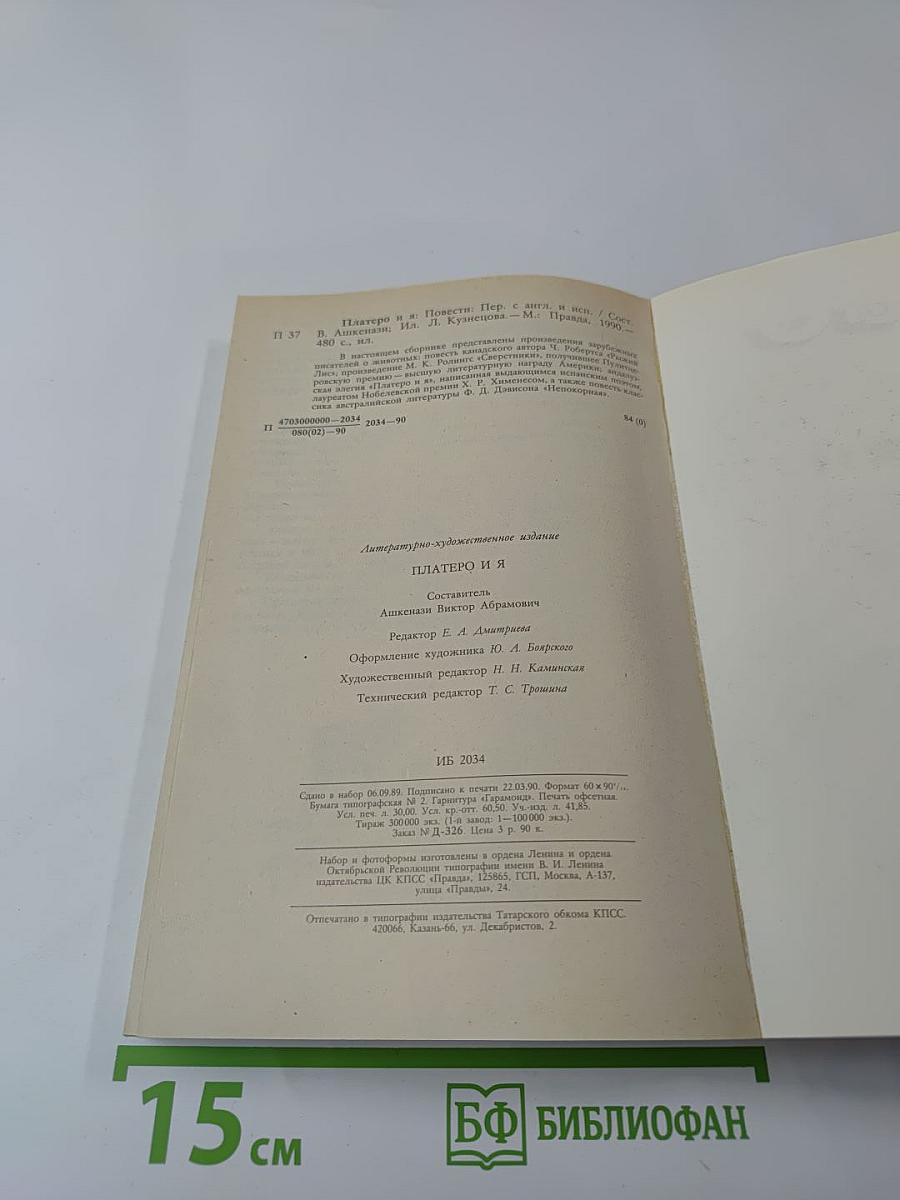 Платеро и я: Повести: Пер. с англ. и исп. / Сост.
П 37 В. Ашкенази; Ил. Л. Кузнецова. — М.: Правда, 1990. —
480 с., ил.
В настоящем сборнике представлены произведения зарубежных
писателей о животных: повесть канадского автора Ч. Робертса «Рыжий
Лис», произведение М. К. Ролингс «Сверстники», получившее Пулитце-
ровскую премию — высшую литературную награду Америки; андалуз-
ская элегия «Платеро и я», написанная выдающимся испанским поэтом,
лауреатом Нобелевской премии Х. Р. Хименесом, а также повесть клас-
сика австралийской литературы Ф. Д. Дэвисона «Непокорная».
П 4703000000—2034 2034—90 84 (0)
080(02)—90
Литературно-художественное издание
ПЛАТЕРО И Я
Составитель
Ашкенази Виктор Абрамович
Редактор Е. А. Дмитриева
Оформление художника Ю. А. Боярского
Художественный редактор Н. Н. Каминская
Технический редактор Т. С. Трошина
ИБ 2034
Сдано в набор 06.09.89. Подписано к печати 22.03.90. Формат 60×90
Бумага типографская № 2. Гарнитура «Гарамонд». Печать офсетная.
Усл. печ. л. 30,00. Усл. кр.-отт. 60,50. Уч.-изд. л. 41,85.
Тираж 300000 экз. (1-й завод: 1—100000 экз.).
Заказ № Д-326. Цена 3 р. 90 к.
Набор и фотоформы изготовлены в ордена Ленина и ордена
Октябрьской Революции типографии имени В. И. Ленина
издательства ЦК КПСС «Правда», 125865, ГСП, Москва, А-137,
улица «Правды», 24.
Отпечатано в типографии издательства Татарского обкома КПСС.
420066, Казань-66, ул. Декабристов, 2.
15 см
БФ БИБЛИОФАН